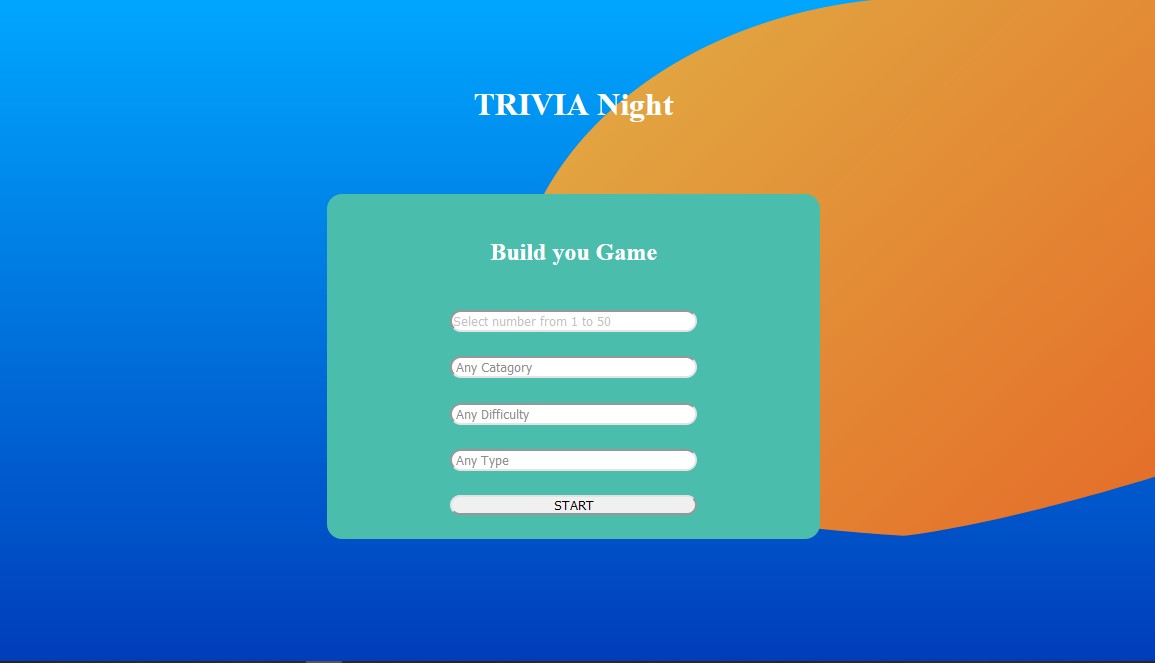 TRIVIA Night
Build you Game
Select number from 1 to 50
Any Catagory
Any Difficulty
Any Type
START